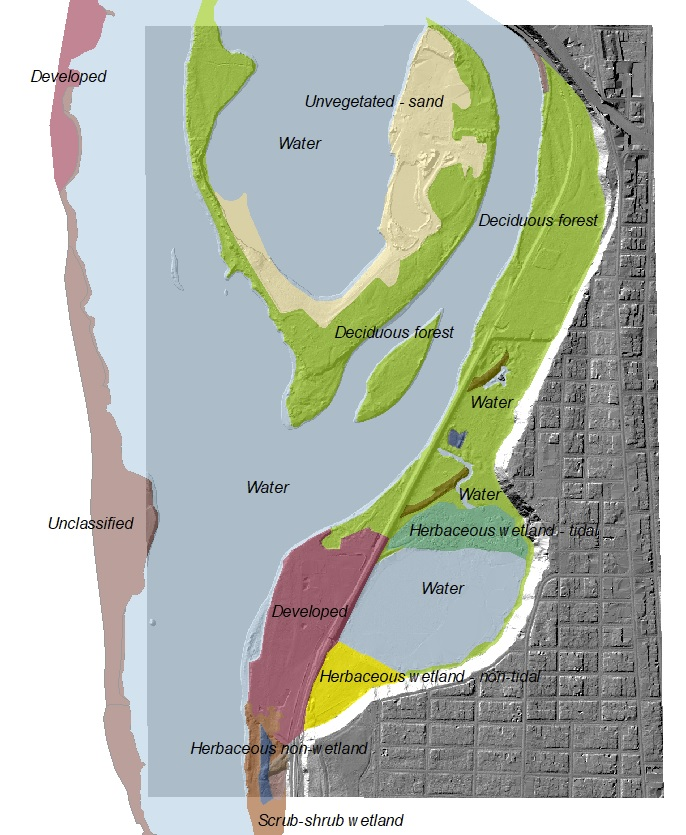 Developed
Unvegetated - sand
Water
Deciduous forest
Deciduous forest
Water
Water
Water
Unclassified
Herbaceous wetland - tidal
Water
Developed
Herbaceous wetland - non-tidal
Herbaceous non-wetland
Scrub-shrub wetland